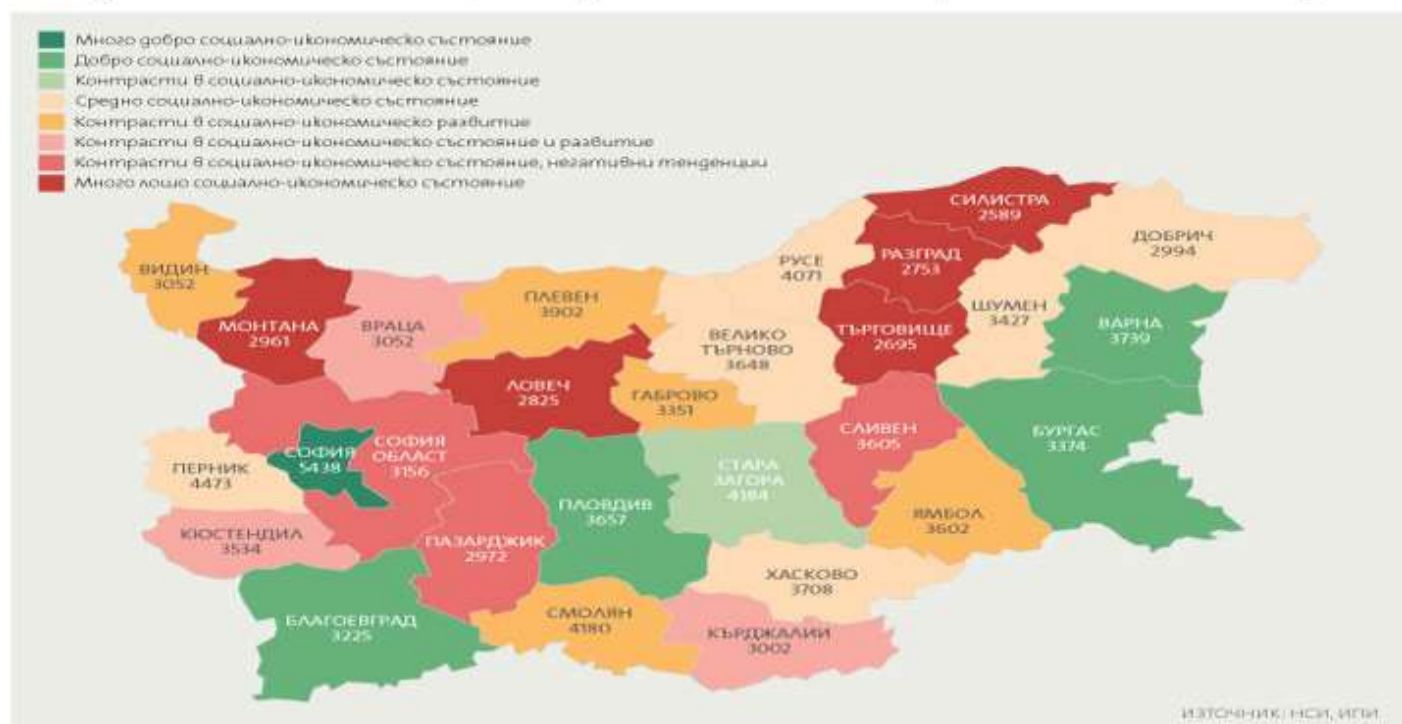 Много добро социално-икономическо състояние
Добро социално-икономическо състояние
Контрасти в социално-икономическо състояние
Средно социално-икономическо състояние
Контрасти в социално-икономическо развитие
Контрасти в социално-икономическо състояние и развитие
Контрасти в социално-икономическо състояние, негативни тенденции
Много лошо социално-икономическо състояние
СИЛИСТРА
2589
ДОБРИЧ
2994
РУСЕ
4071
РАЗГРАД
2753
ВИДИН
3052
ПЛЕВЕН
3902
ШУМЕН
3427
МОНТАНА
2961
ВРАЦА
3052
ВЕЛИКО
ТЪРНОВО
3648
ТЪРГОВИЩЕ
2695
ВАРНА
3739
ЛОВЕЧ
2825
ГАБРОВО
3351
СЛИВЕН
3605
БУРГАС
3374
СОФИЯ
5438
СОФИЯ
ОБЛАСТ
3156
ПЕРНИК
4473
СТАРА
ЗАГОРА
4184
ПЛОВДИВ
3657
ЯМБОЛ
3602
КЮСТЕНДИЛ
3534
ПАЗАРДЖИК
2972
ХАСКОВО
3708
БЛАГОЕВГРАД
3225
СМОЛЯН
4180
КЪРДЖАЛИИ
3002
ИЗТОЧНИК: НСИ, ИПИ